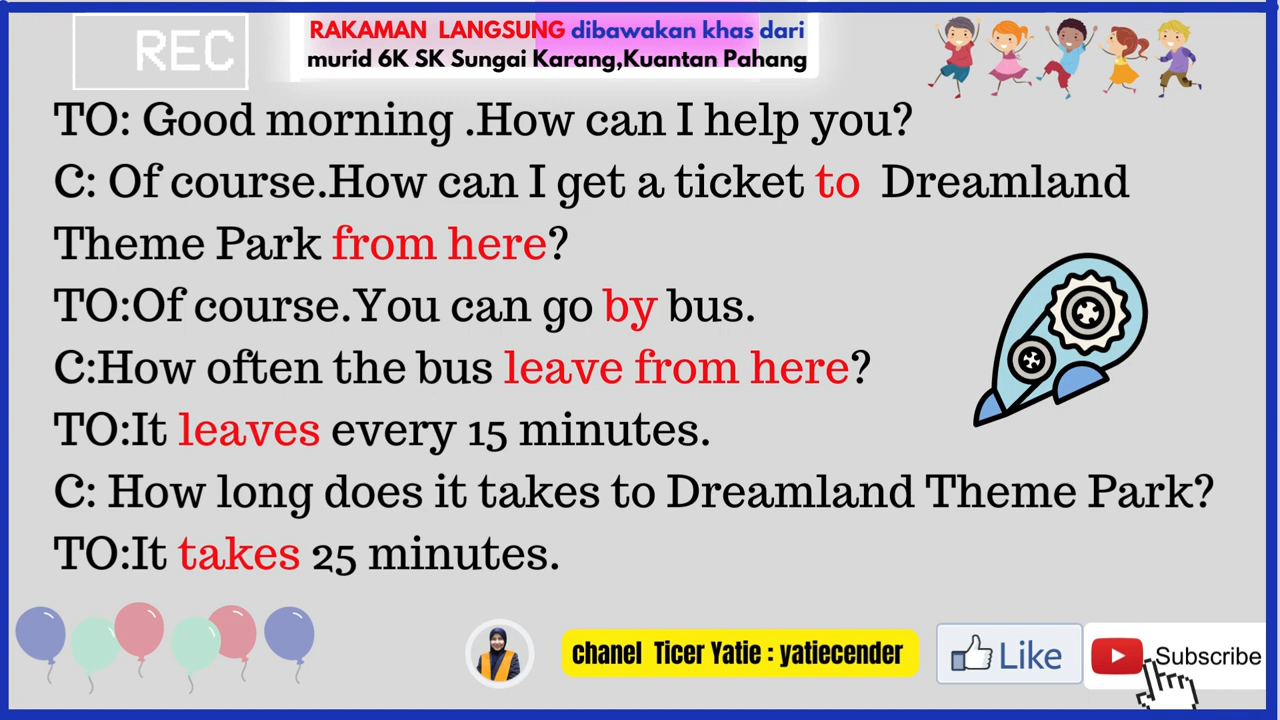 REC
RAKAMAN LANGSUNG dibawakan khas dari
murid 6K SK Sungai Karang,Kuantan Pahang
TO: Good morning .How can I help you?
C: Of course.How can I get a ticket to Dreamland
Theme Park from here?
TO:Of course.You can go by bus.
C:How often the bus leave from here?
TO:It leaves every 15 minutes.
C: How long does it takes to Dreamland Theme Park?
TO:It takes 25 minutes.
chanel Ticer Yatie : yatiecender
Like
Subscribe